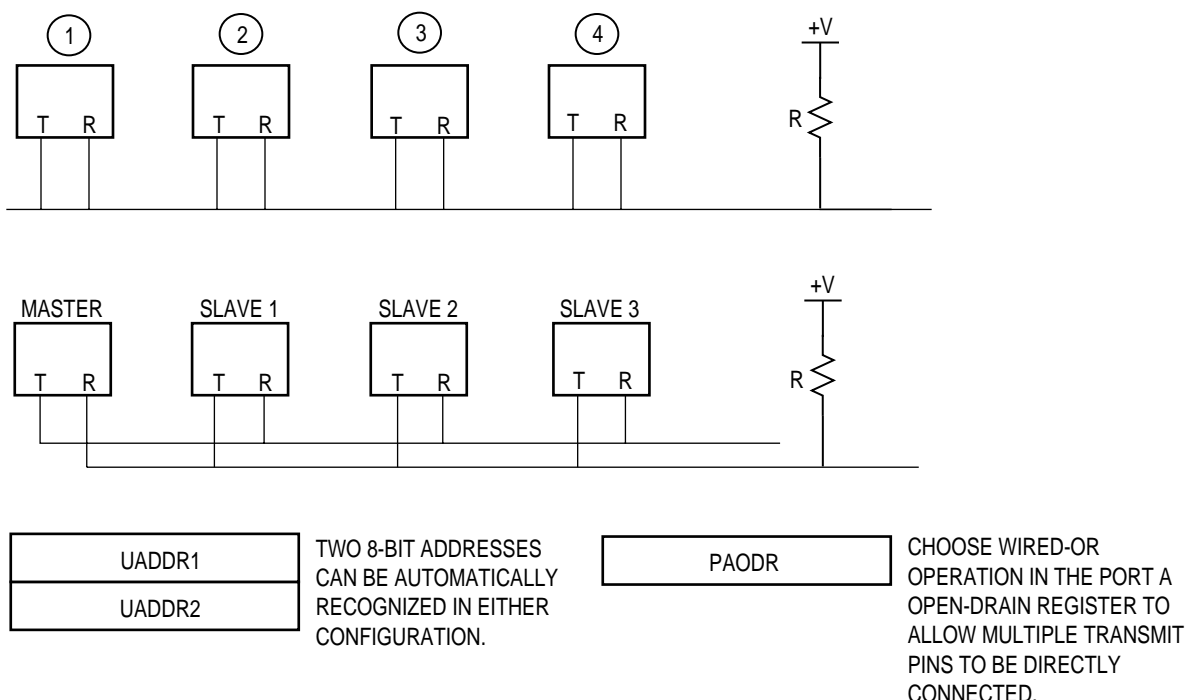 1 2 3 4 +V
T R T R T R T R R
MASTER SLAVE 1 SLAVE 2 SLAVE 3 +V
T R T R T R T R R
UADDR1
UADDR2
TWO 8-BIT ADDRESSES
CAN BE AUTOMATICALLY
RECOGNIZED IN EITHER
CONFIGURATION.
PAODR
CHOOSE WIRED-OR
OPERATION IN THE PORT A
OPEN-DRAIN REGISTER TO
ALLOW MULTIPLE TRANSMIT
PINS TO BE DIRECTLY
CONNECTED.